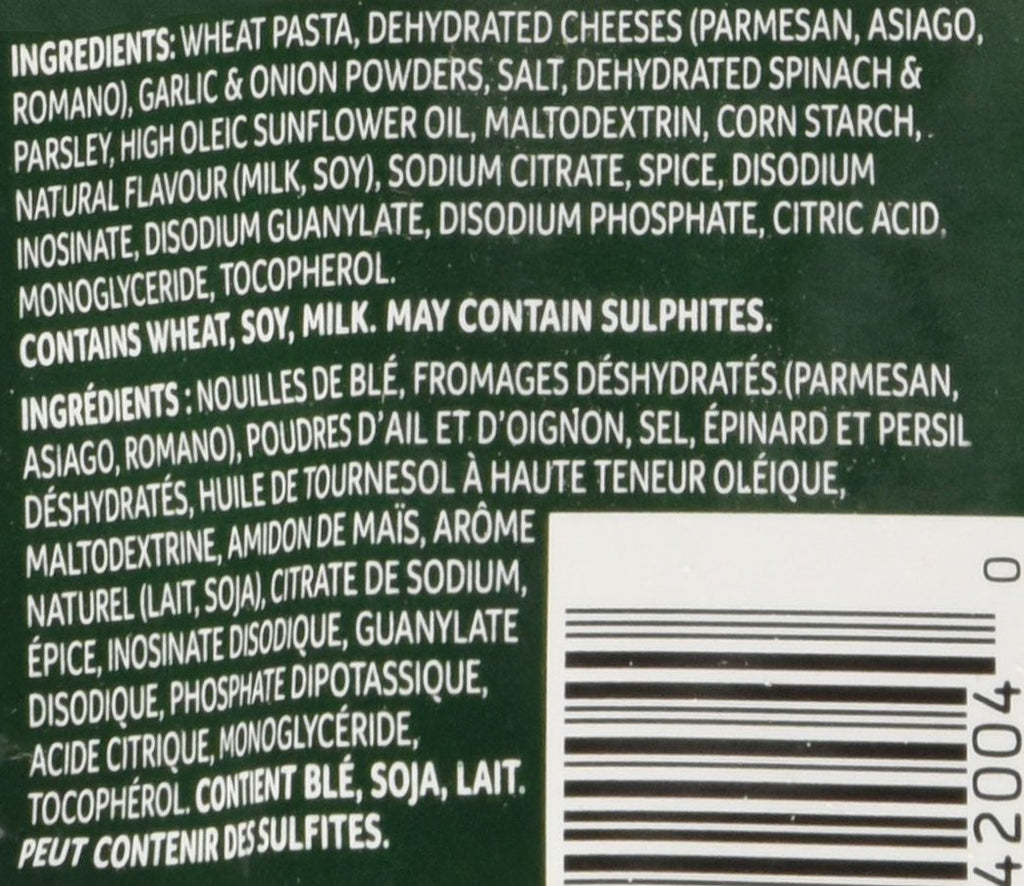 INGREDIENTS: WHEAT PASTA, DEHYDRATED CHEESES (PARMESAN, ASIAGO,
ROMANO), GARLIC & ONION POWDERS, SALT, DEHYDRATED SPINACH &
PARSLEY, HIGH OLEIC SUNFLOWER OIL, MALTODEXTRIN, CORN STARCH,
NATURAL FLAVOUR (MILK, SOY), SODIUM CITRATE, SPICE, DISODIUM
INOSINATE, DISODIUM GUANYLATE, DISODIUM PHOSPHATE, CITRIC ACID,
MONOGLYCERIDE, TOCOPHEROL.
CONTAINS WHEAT, SOY, MILK. MAY CONTAIN SULPHITES.
INGRÉDIENTS : NOUILLES DE BLÉ, FROMAGES DÉSHYDRATÉS (PARMESAN,
ASIAGO, ROMANO), POUDRES D'AIL ET D'OIGNON, SEL, ÉPINARD ET PERSIL
DÉSHYDRATÉS, HUILE DE TOURNESOL À HAUTE TENEUR OLÉIQUE,
MALTODEXTRINE, AMIDON DE MAÏS, ARÔME
NATUREL (LAIT, SOJA), CITRATE DE SODIUM,
ÉPICE, INOSINATE DISODIQUE, GUANYLATE
DISODIQUE, PHOSPHATE DIPOTASSIQUE,
ACIDE CITRIQUE, MONOGLYCÉRIDE,
TOCOPHÉROL. CONTIENT BLÉ, SOJA, LAIT.
PEUT CONTENIR DES SULFITES.
0
42004